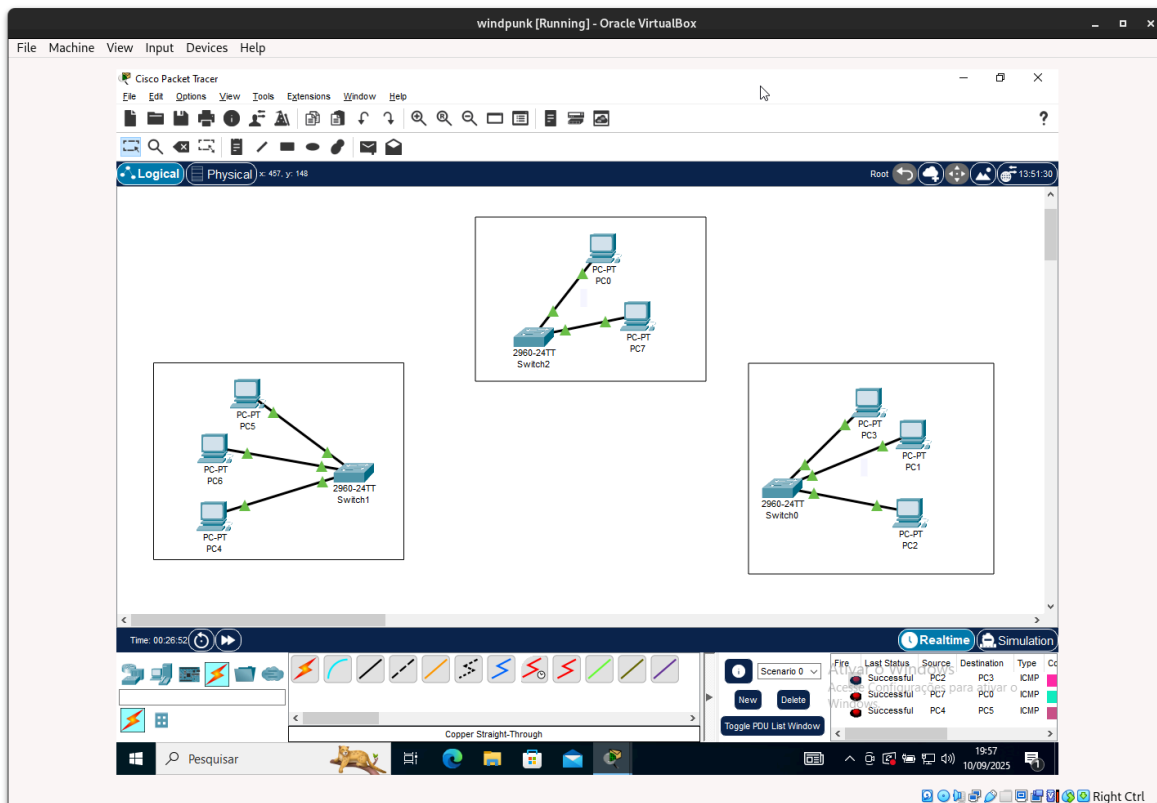 windpunk [Running] - Oracle VirtualBox
File Machine View Input Devices Help
Cisco Packet Tracer
File Edit Options View Tools Extensions Window Help
?
Logical Physical x: 457, y: 148 Root 13:51:30
PC-PT
PC0
PC-PT
PC7
2960-24TT
Switch2
PC-PT
PC5
PC-PT
PC6
2960-24TT
Switch1
PC-PT
PC4
PC-PT
PC3
PC-PT
PC1
2960-24TT
Switch0
PC-PT
PC2
Time: 00:26:52 Realtime Simulation
Scenario 0
New Delete
Toggle PDU List Window
Fire Last Status Source Destination Type Co
Successful PC2 PC3 ICMP
Successful PC7 PC0 ICMP
Successful PC4 PC5 ICMP
Ativar o Windows
Acesse Configurações para ativar o
Windows.
Copper Straight-Through
Pesquisar
19:57
10/09/2025
1
Right Ctrl